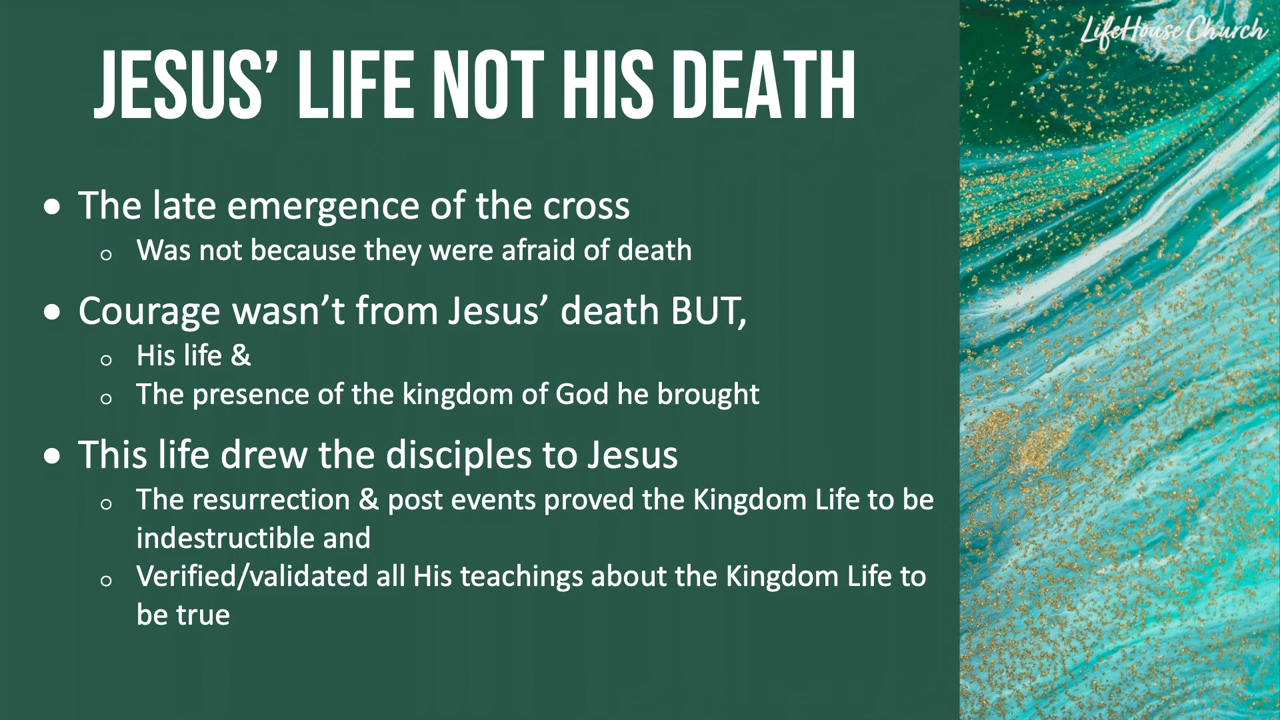 LifeHouse Church
JESUS’ LIFE NOT HIS DEATH
• The late emergence of the cross
o Was not because they were afraid of death
• Courage wasn’t from Jesus’ death BUT,
o His life &
o The presence of the kingdom of God he brought
• This life drew the disciples to Jesus
o The resurrection & post events proved the Kingdom Life to be
indestructible and
o Verified/validated all His teachings about the Kingdom Life to
be true